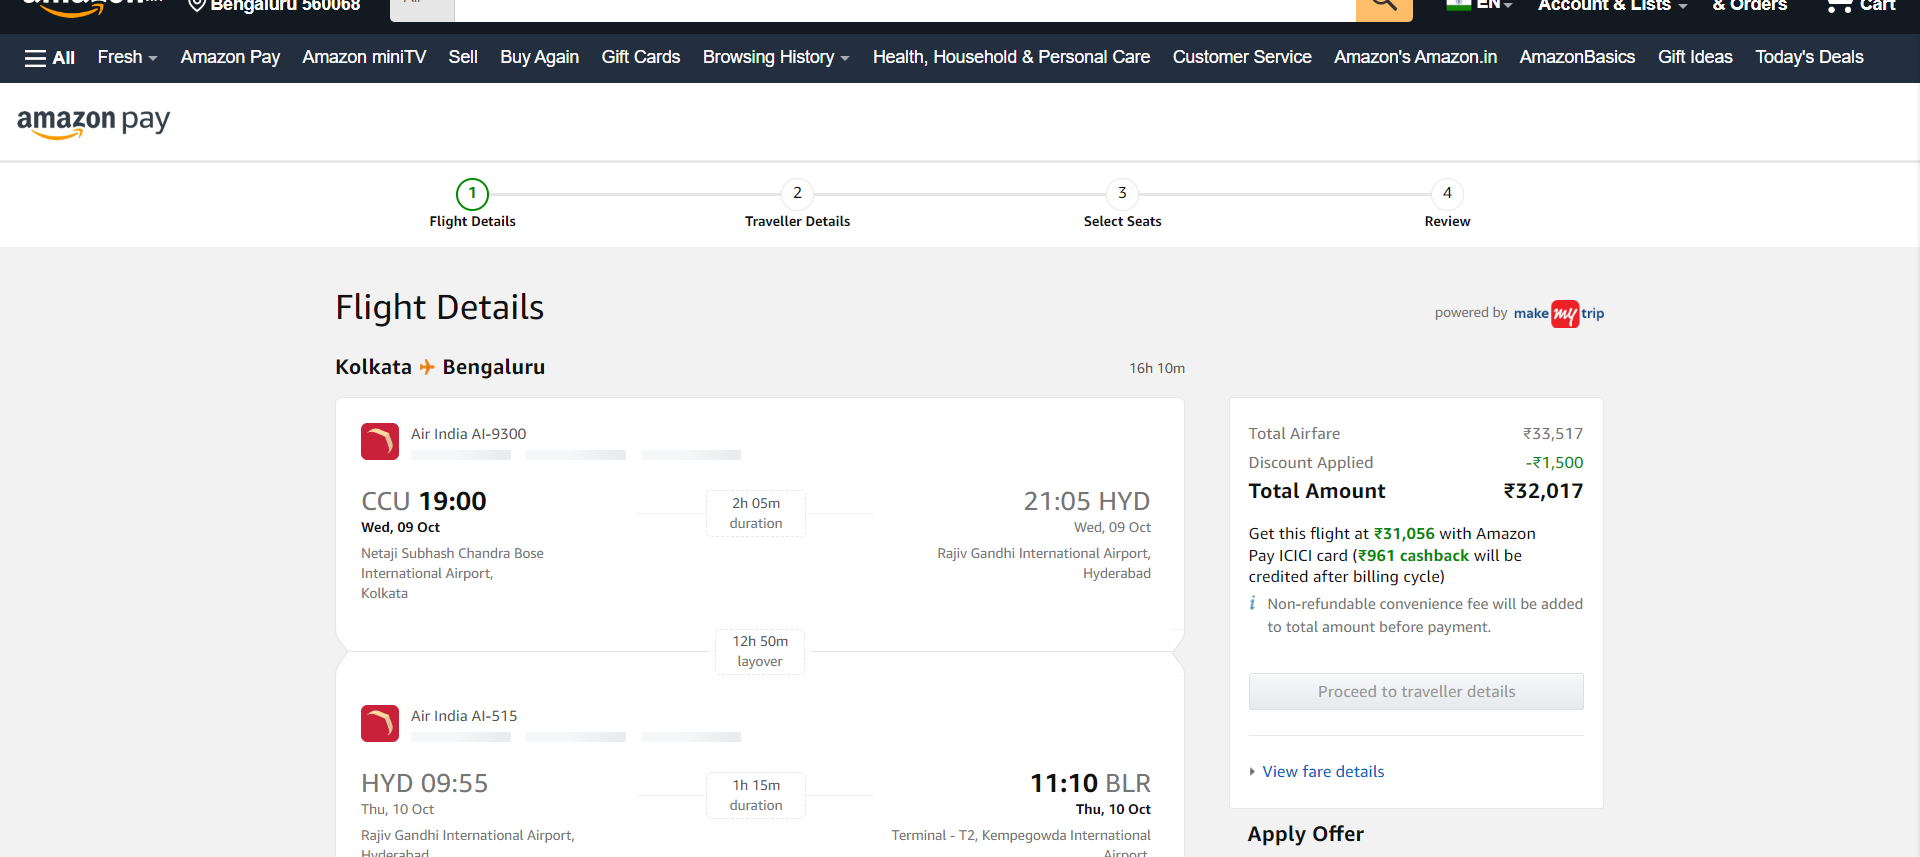 Bengaluru 560068
EN
Account & Lists
& Orders
Cart
All
Fresh
Amazon Pay
Amazon miniTV
Sell
Buy Again
Gift Cards
Browsing History
Health, Household & Personal Care
Customer Service
Amazon's Amazon.in
AmazonBasics
Gift Ideas
Today's Deals
amazon pay
1
2
3
4
Flight Details
Traveller Details
Select Seats
Review
Flight Details
powered by make my trip
Kolkata Bengaluru
16h 10m
Air India AI-9300
CCU 19:00
2h 05m
duration
21:05 HYD
Wed, 09 Oct
Wed, 09 Oct
Netaji Subhash Chandra Bose
International Airport,
Kolkata
Rajiv Gandhi International Airport,
Hyderabad
12h 50m
layover
Air India AI-515
HYD 09:55
1h 15m
duration
11:10 BLR
Thu, 10 Oct
Thu, 10 Oct
Rajiv Gandhi International Airport,
Hyderabad
Terminal - T2, Kempegowda International
Airport,
Total Airfare ₹33,517
Discount Applied -₹1,500
Total Amount ₹32,017
Get this flight at ₹31,056 with Amazon
Pay ICICI card (₹961 cashback will be
credited after billing cycle)
i Non-refundable convenience fee will be added
to total amount before payment.
Proceed to traveller details
View fare details
Apply Offer